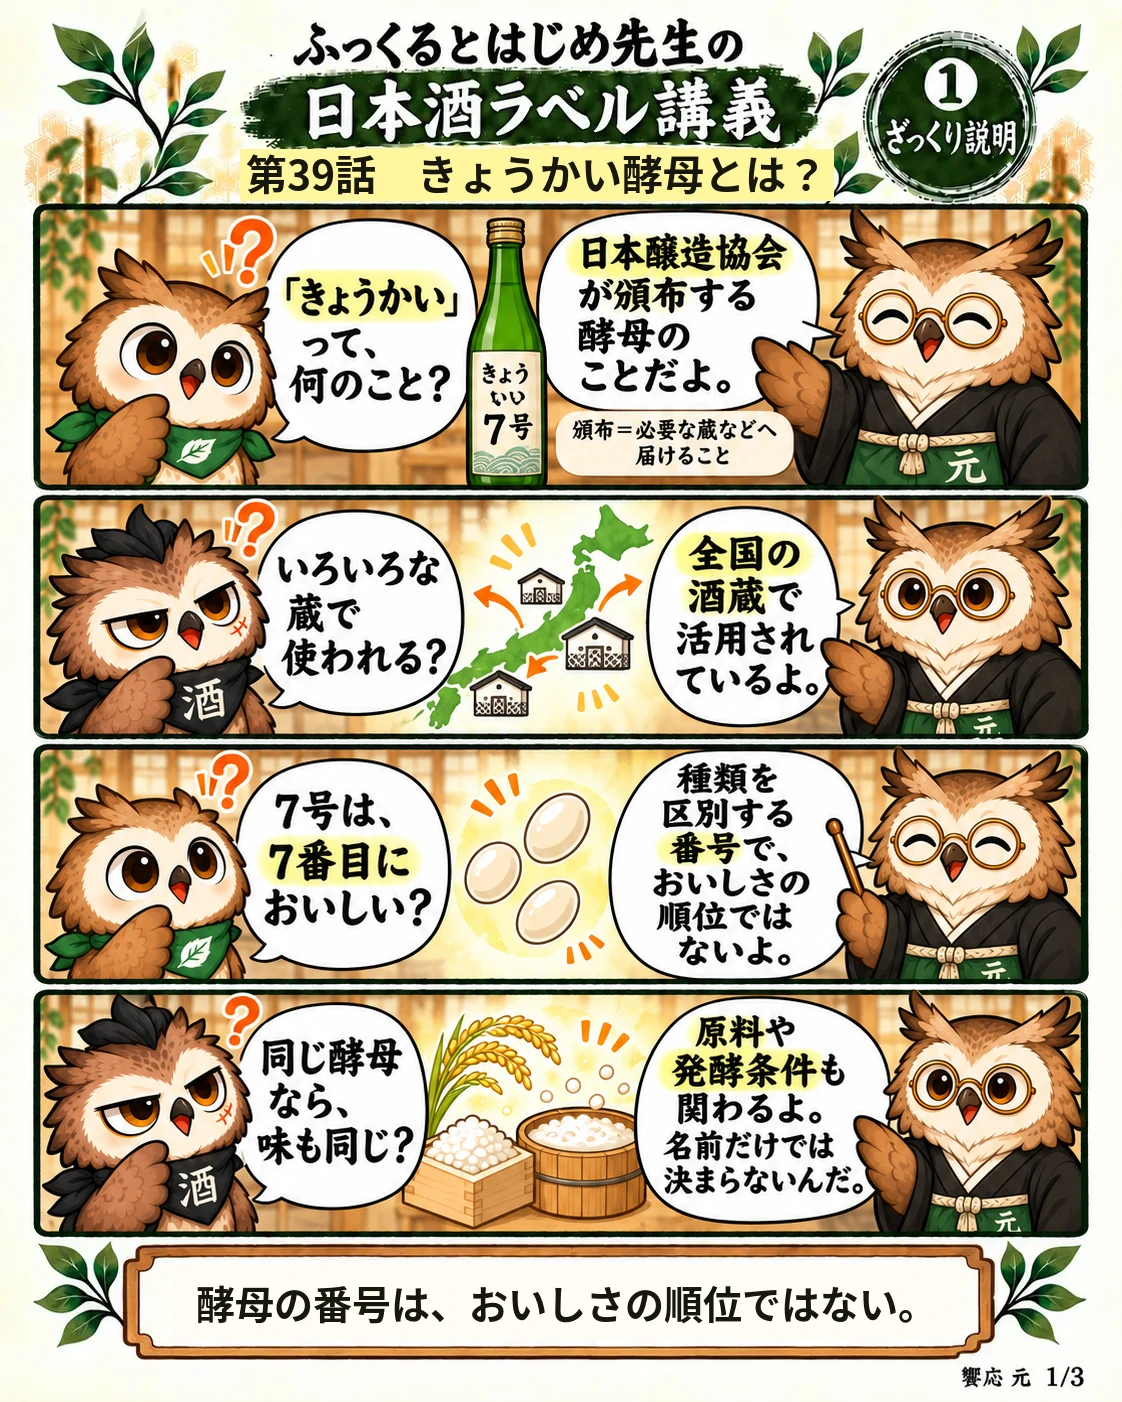 ふっくるとはじめ先生の
日本酒ラベル講義
1
ざっくり説明
第39話 きょうかい酵母とは？
「きょうかい」
って、
何のこと?
きょう
いい
7号
日本醸造協会
が頒布する
酵母の
ことだよ。
頒布＝必要な蔵などへ
届けること
元
いろいろな
蔵で
使われる?
酒
全国の
酒蔵で
活用され
ているよ。
元
7号は、
7番目に
おいしい?
種類を
区別する
番号で、
おいしさの
順位では
ないよ。
元
同じ酵母
なら、
味も同じ?
酒
原料や
発酵条件も
関わるよ。
名前だけでは
決まらないんだ。
元
酵母の番号は、おいしさの順位ではない。
饗応 元 1/3